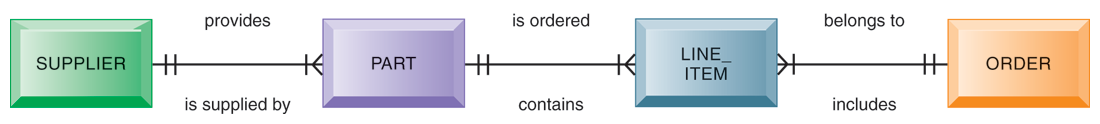 provides
is ordered
belongs to
SUPPLIER
PART
LINE_
ITEM
ORDER
is supplied by
contains
includes